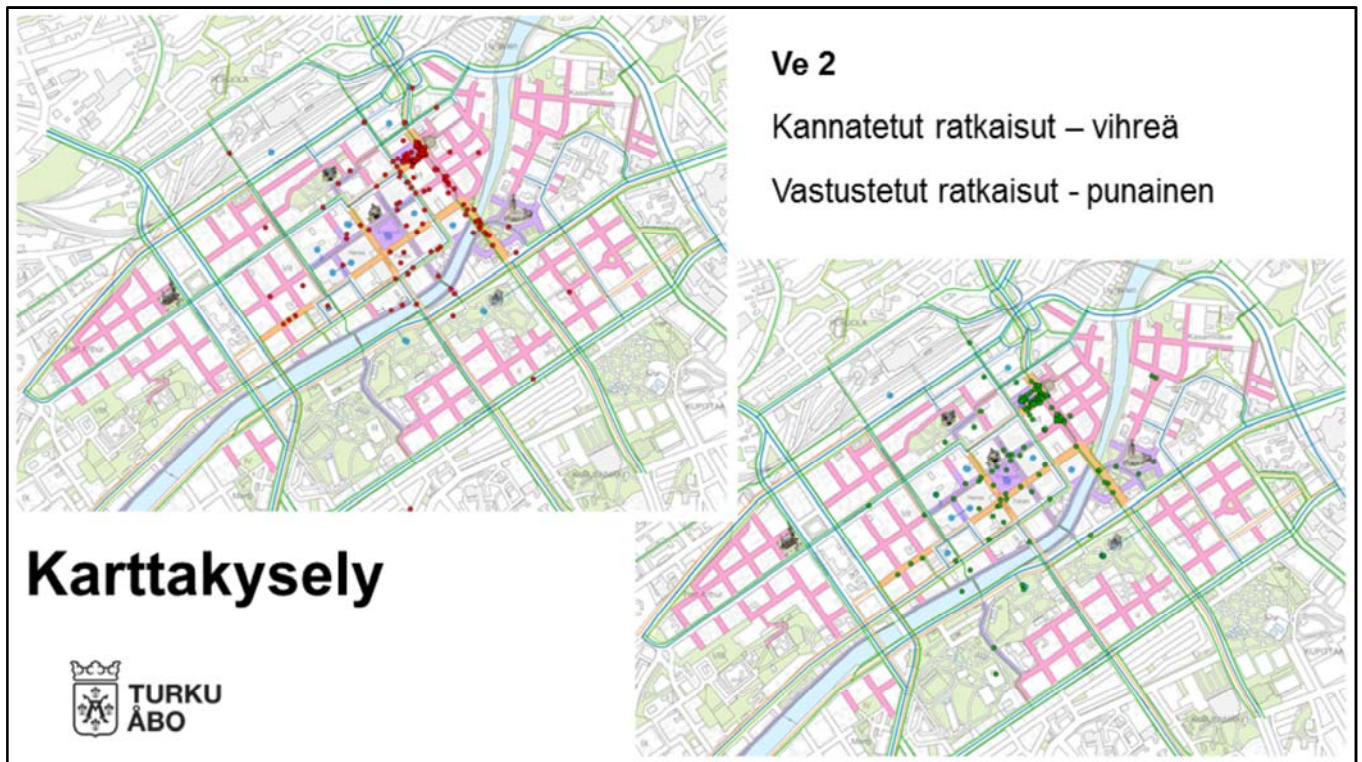 Ve 2
Kannatetut ratkaisut – vihreä
Vastustetut ratkaisut - punainen
Karttakysely
TURKU
ÅBO